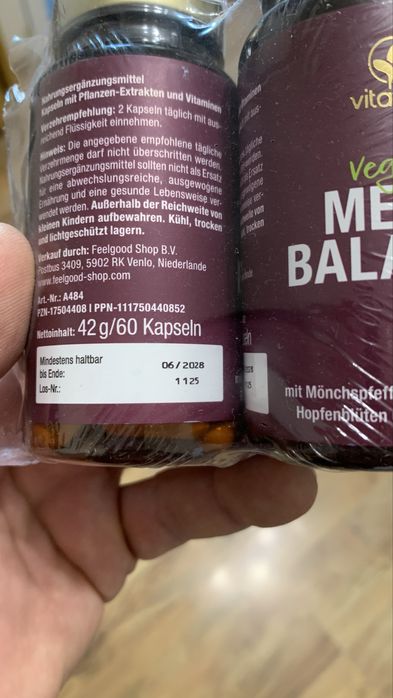 Nahrungsergänzungsmittel
Kapseln mit Pflanzen-Extrakten und Vitaminen
Verzehrempfehlung: 2 Kapseln täglich mit aus-
reichend Flüssigkeit einnehmen.
Hinweis: Die angegebene empfohlene tägliche
Verzehrmenge darf nicht überschritten werden.
Nahrungsergänzungsmittel sollten nicht als Ersatz
für eine abwechslungsreiche, ausgewogene
Ernährung und eine gesunde Lebensweise ver-
wendet werden. Außerhalb der Reichweite von
kleinen Kindern aufbewahren. Kühl, trocken
und lichtgeschützt lagern.
Verkauf durch: Feelgood Shop B.V.
Postbus 3409, 5902 RK Venlo, Niederlande
www.feelgood-shop.com
Art.-Nr.: A484
PZN-17504408 | PPN-111750440852
Nettoinhalt: 42 g/60 Kapseln
Mindestens haltbar
bis Ende: 06/2028
Los-Nr.: 1125
vita
veg
ME
BALA
mit Mönchspfeff
Hopfenblüten